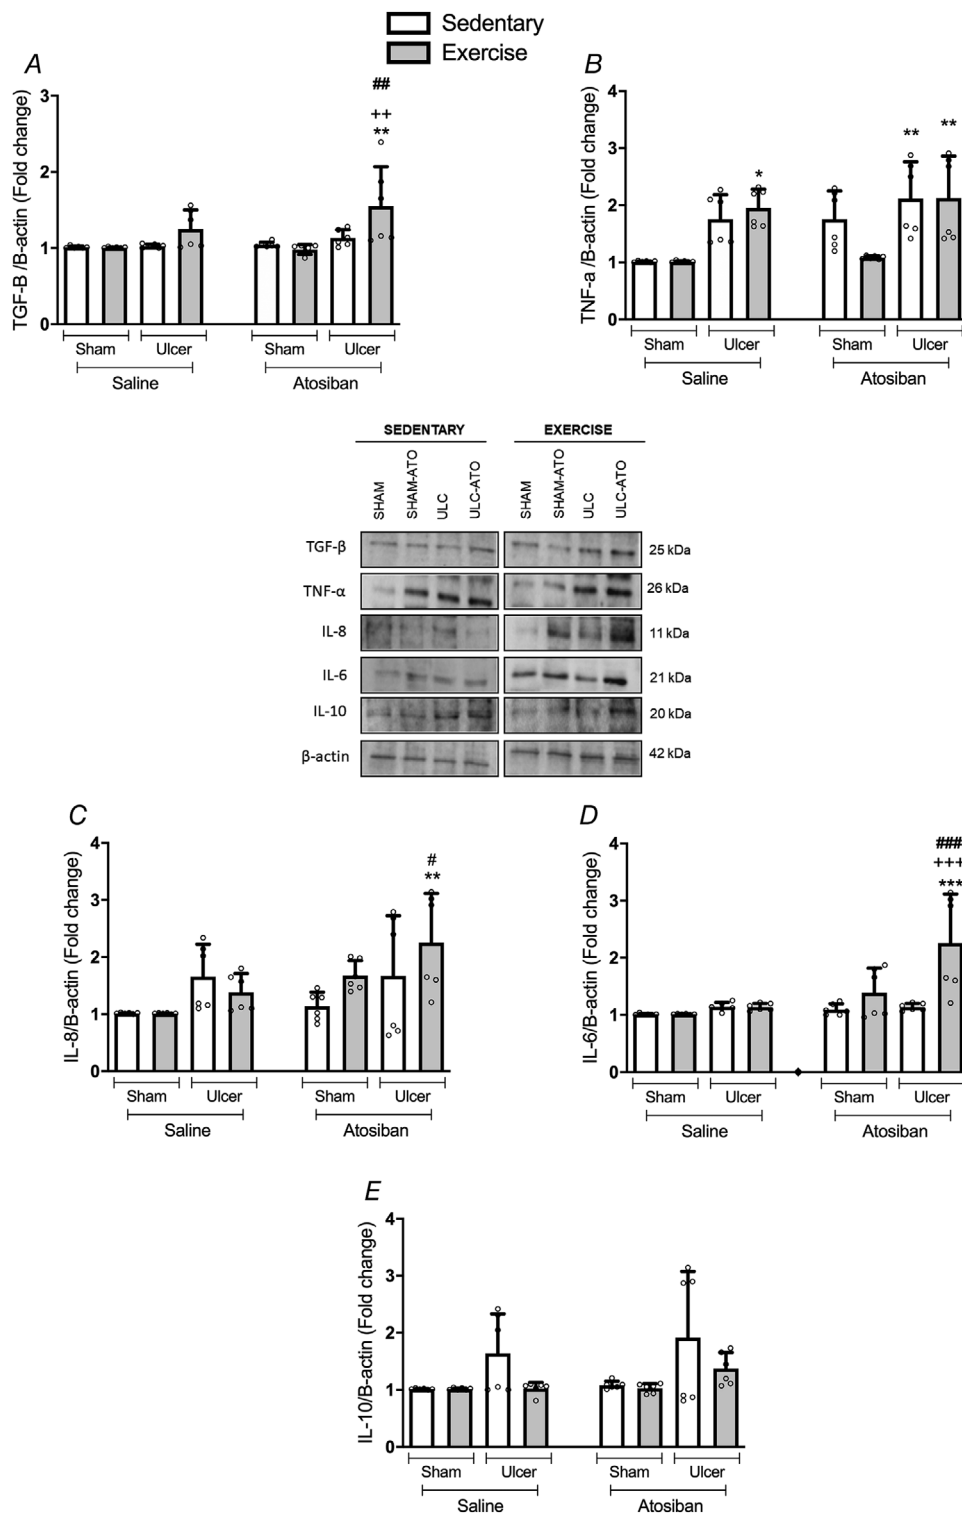 Sedentary
Exercise
A
TGF-B /B-actin (Fold change)
3
2
1
0
##
++
**
Sham
Ulcer
Sham
Ulcer
Saline
Atosiban
B
TNF-a /B-actin (Fold change)
4
3
2
1
0
*
**
**
Sham
Ulcer
Sham
Ulcer
Saline
Atosiban
SEDENTARY
EXERCISE
SHAM
SHAM-ATO
ULC
ULC-ATO
SHAM
SHAM-ATO
ULC
ULC-ATO
TGF-β
25 kDa
TNF-α
26 kDa
IL-8
11 kDa
IL-6
21 kDa
IL-10
20 kDa
β-actin
42 kDa
C
IL-8/B-actin (Fold change)
4
3
2
1
0
#
**
Sham
Ulcer
Sham
Ulcer
Saline
Atosiban
D
IL-6/B-actin (Fold change)
4
3
2
1
0
###
+++
***
Sham
Ulcer
Sham
Ulcer
Saline
Atosiban
E
IL-10/B-actin (Fold change)
4
3
2
1
0
Sham
Ulcer
Sham
Ulcer
Saline
Atosiban